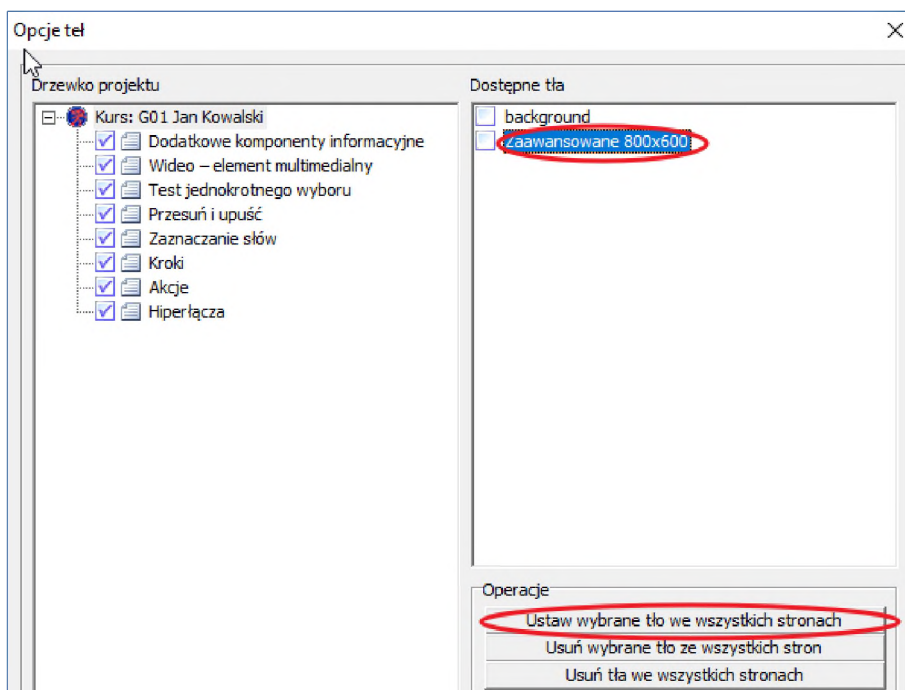 Opcje teł
Drzewko projektu
Kurs: G01 Jan Kowalski
Dodatkowe komponenty informacyjne
Wideo – element multimedialny
Test jednokrotnego wyboru
Przesuń i upuść
Zaznaczanie słów
Kroki
Akcje
Hiperłącza
Dostępne tła
background
Zaawansowane 800x600
Operacje
Ustaw wybrane tło we wszystkich stronach
Usuń wybrane tło ze wszystkich stron
Usuń tła we wszystkich stronach